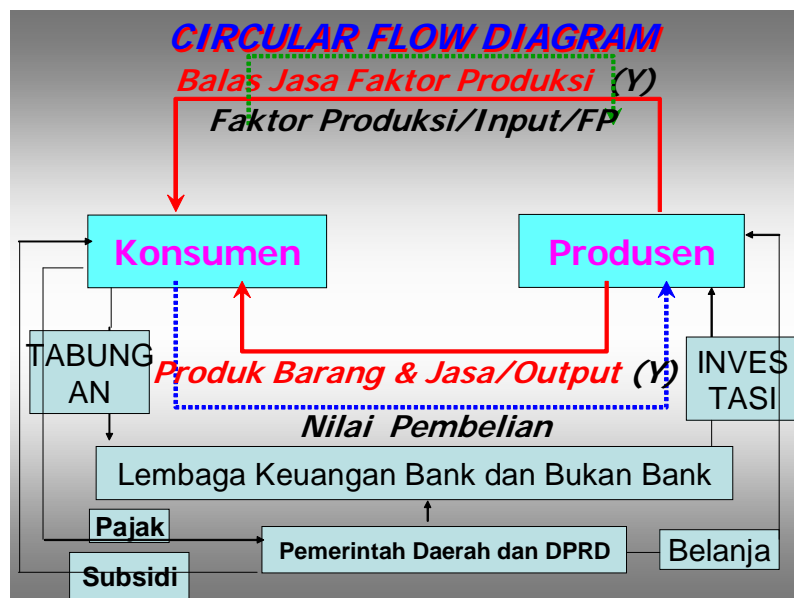 CIRCULAR FLOW DIAGRAM
Balas Jasa Faktor Produksi (Y)
Faktor Produksi/Input/FP
Konsumen
Produsen
TABUNG
AN
INVES
TASI
Produk Barang & Jasa/Output (Y)
Nilai Pembelian
Lembaga Keuangan Bank dan Bukan Bank
Pajak
Pemerintah Daerah dan DPRD
Belanja
Subsidi